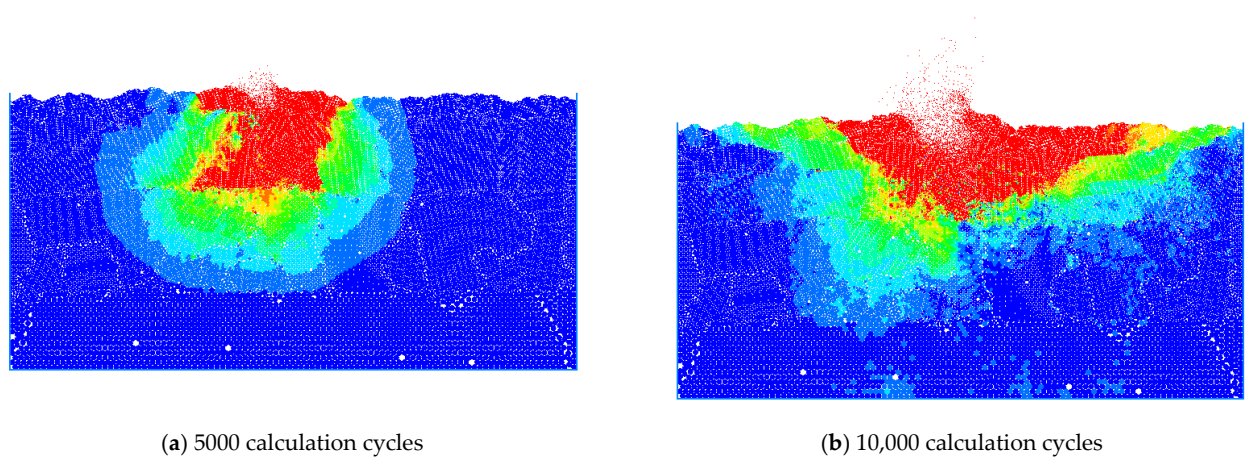 (a) 5000 calculation cycles
(b) 10,000 calculation cycles